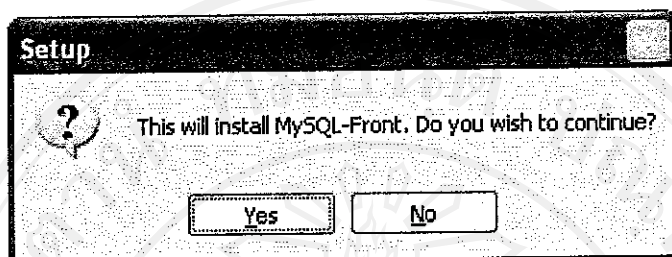 Setup
?
This will install MySQL-Front. Do you wish to continue?
Yes
No